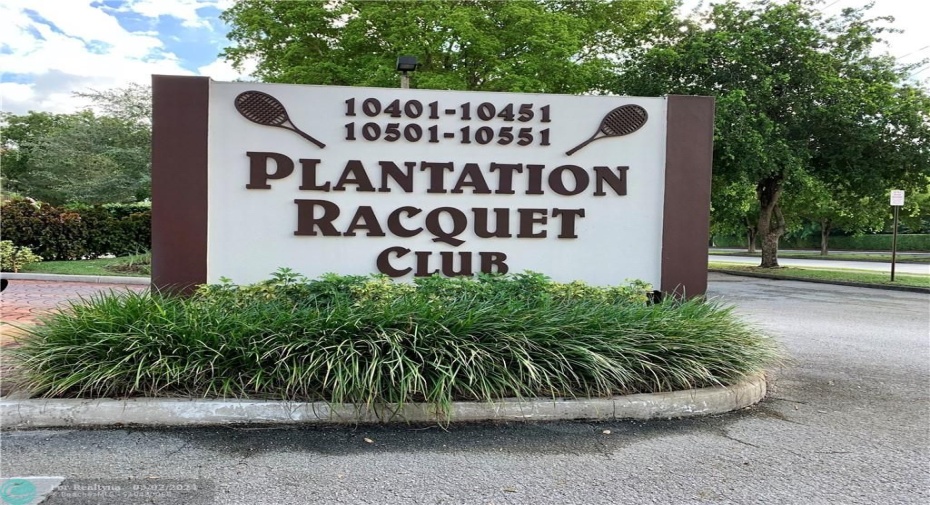 10401-10451
10501-10551
PLANTATION
RACQUET
CLUB